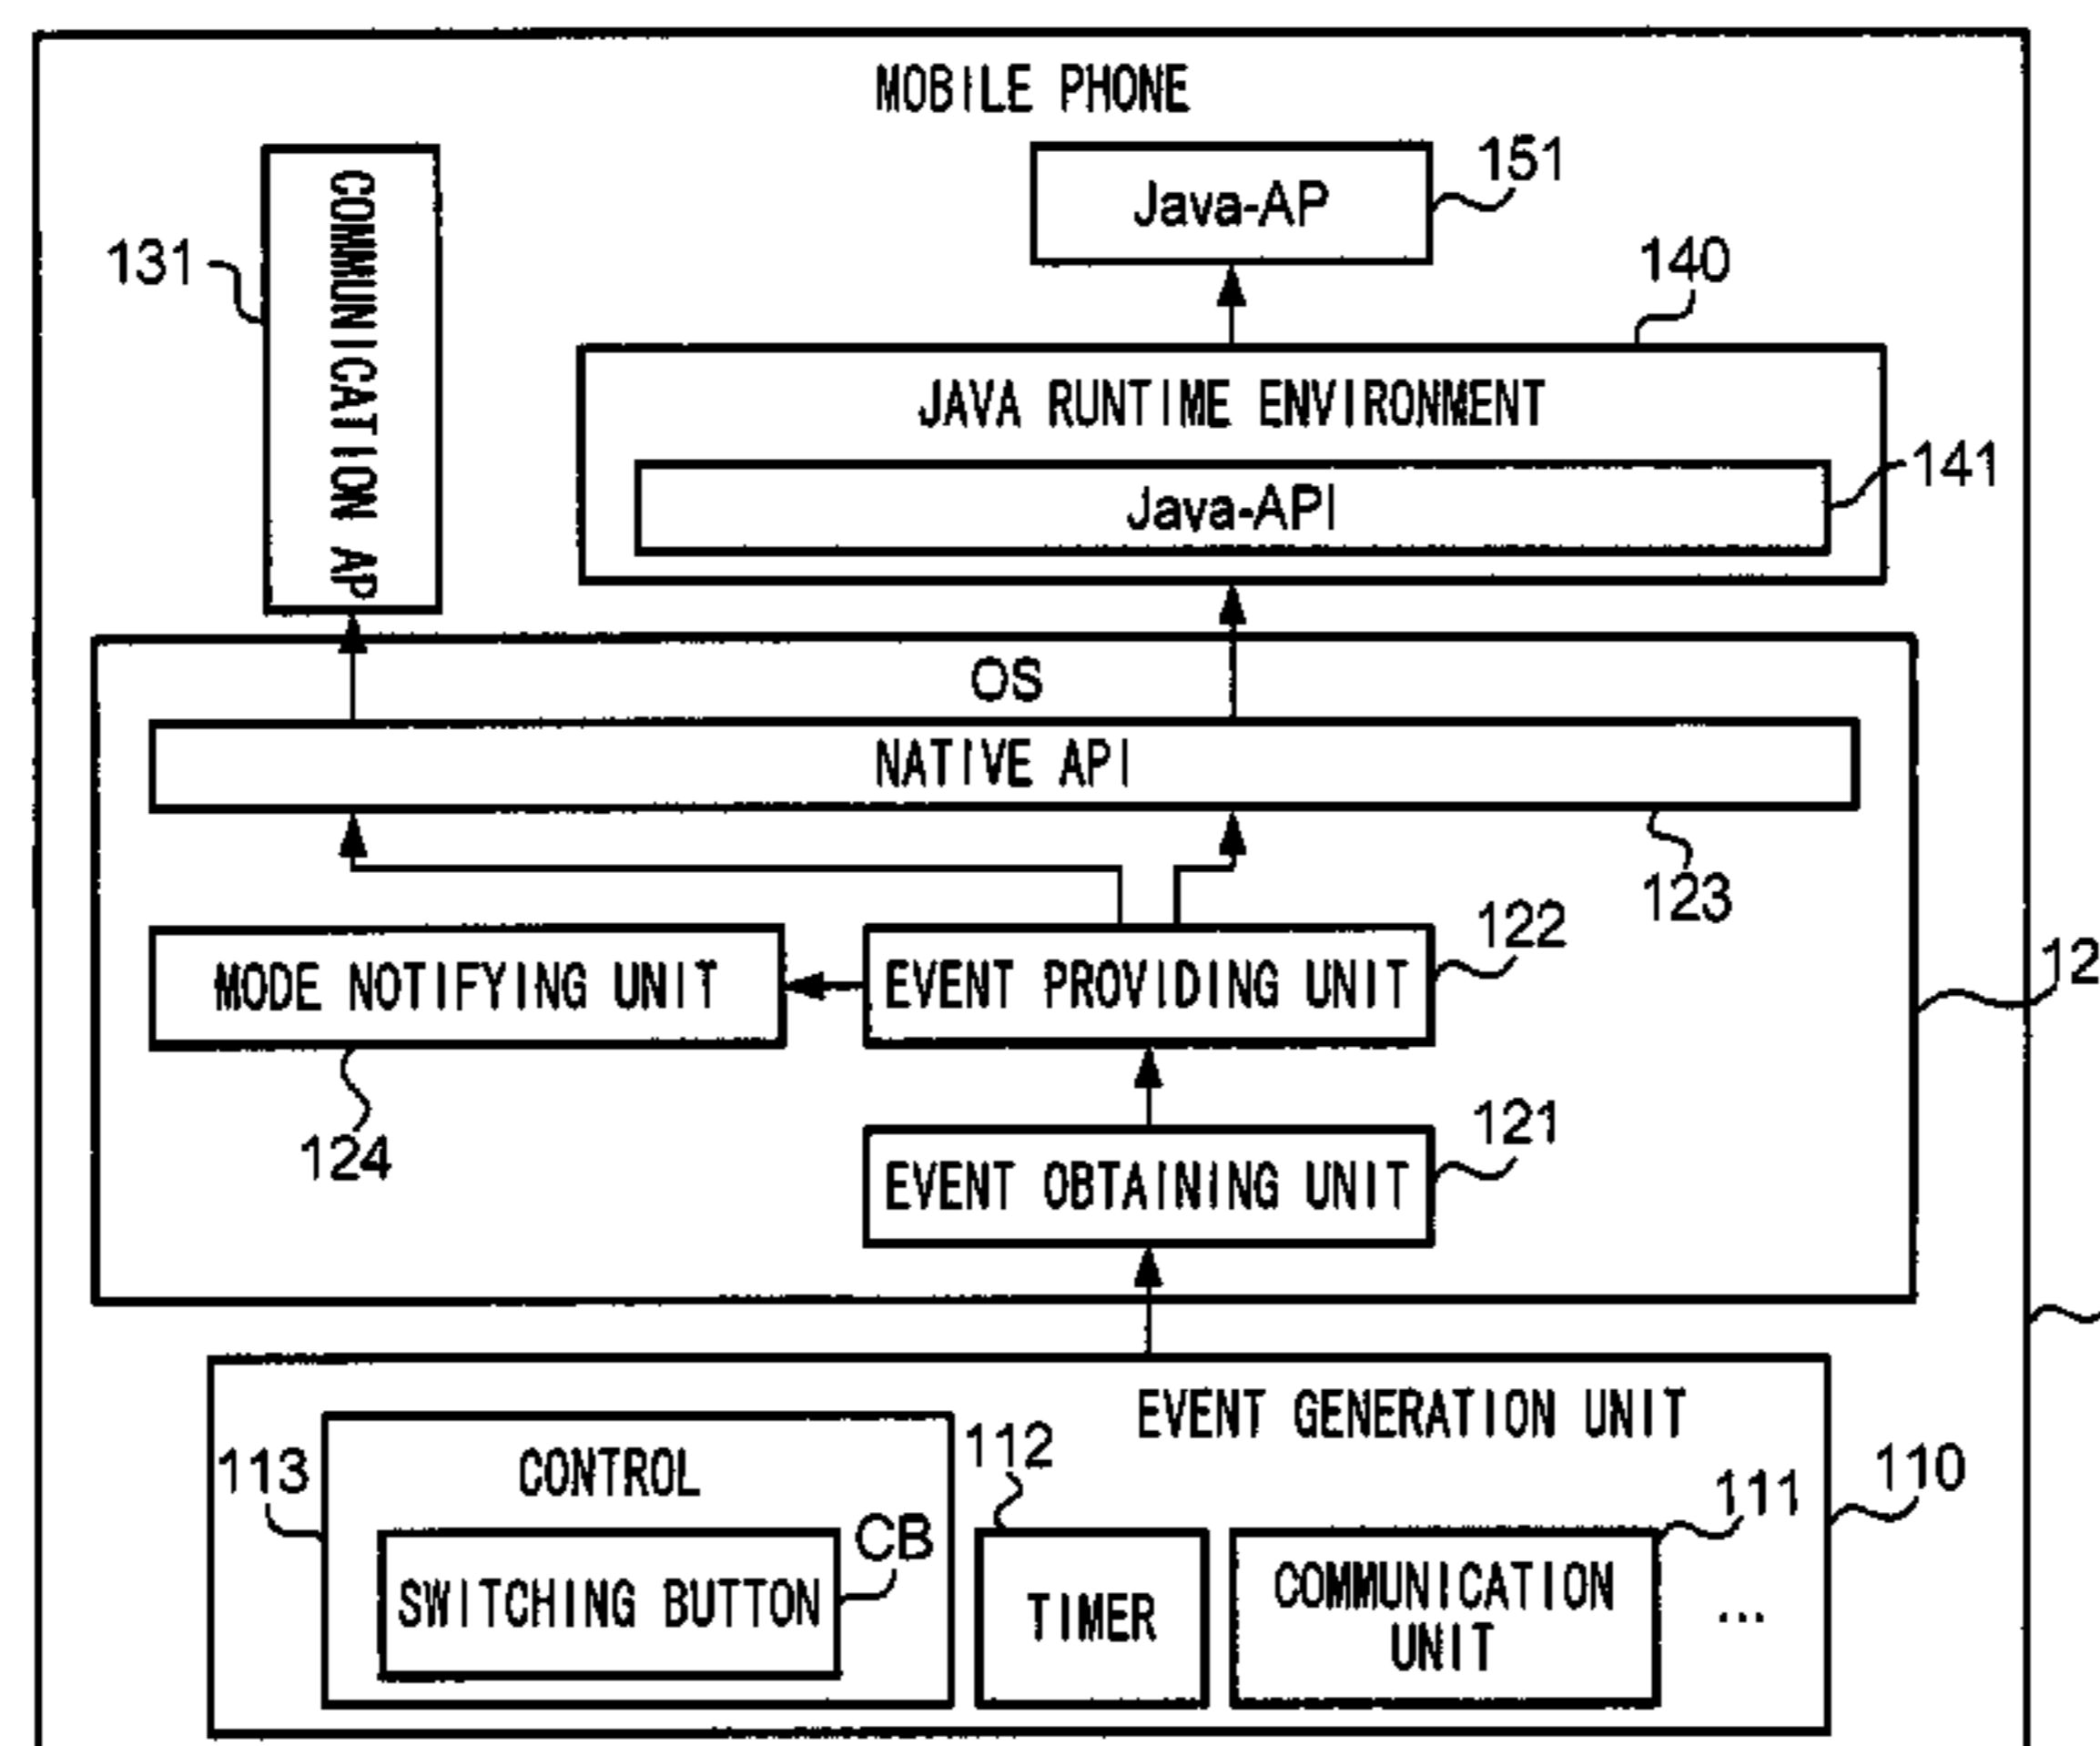 MOBILE PHONE
COMMUNICATION AP
131
Java-AP
151
140
JAVA RUNTIME ENVIRONMENT
Java-API
141
OS
NATIVE API
123
MODE NOTIFYING UNIT
124
EVENT PROVIDING UNIT
122
12
EVENT OBTAINING UNIT
121
EVENT GENERATION UNIT
110
CONTROL
113
SWITCHING BUTTON
CB
TIMER
112
COMMUNICATION
UNIT
111
...